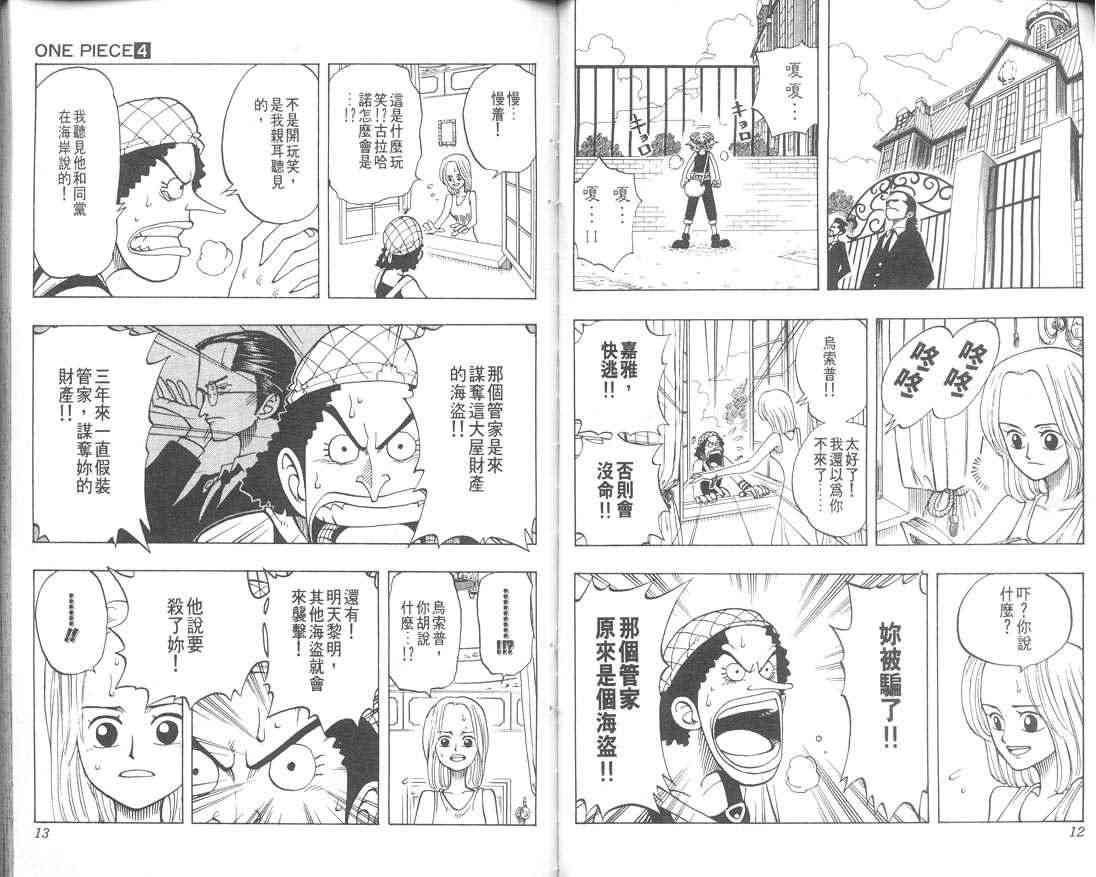 嗄
嗄
…
キョロ
キョロ
嗄
…
嗄
…!!
咚咚
咚咚
烏索普!!
太好了!
我還以為你
不來了……
嘉雅,
快逃!!
否則會
沒命!!
吓?你說
什麼?
妳被騙了!!
那個管家
原來是個海盜!!
12
ONE PIECE4
慢…
慢着!
這是什麼玩
笑!?古拉哈
諾怎麼會是
…!?
不是開玩笑,
是我親耳聽見
的,
我聽見他和同黨
在海岸說的!
那個管家是來
謀奪這大屋財產
的海盜!!
三年來一直假裝
管家,謀奪妳的
財產!!
………!!?
烏索普,
你胡說
什麼…!?
還有!
明天黎明,
其他海盜就會
來襲擊!
他說要
殺了妳!
………!!
13